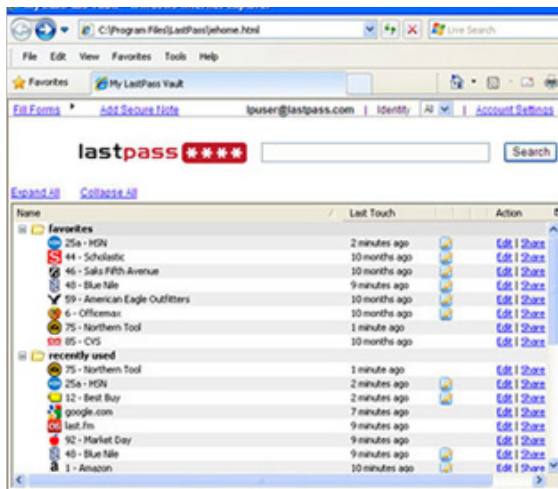 C:\Program Files\LastPass\iehome.html Live Search
File Edit View Favorites Tools Help
Favorites My LastPass Vault
Fill Forms Add Secure Note lpuser@lastpass.com | Identity All | Account Settings
lastpass **** Search
Expand All Collapse All
Name Last Touch Action
favorites
25a - HSN 2 minutes ago Edit | Share
44 - Scholastic 10 months ago Edit | Share
46 - Saks Fifth Avenue 10 months ago Edit | Share
48 - Blue Nile 9 minutes ago Edit | Share
59 - American Eagle Outfitters 10 months ago Edit | Share
6 - Officemax 10 months ago Edit | Share
75 - Northern Tool 1 minute ago Edit | Share
85 - CVS 10 months ago Edit | Share
recently used
75 - Northern Tool 1 minute ago Edit | Share
25a - HSN 2 minutes ago Edit | Share
12 - Best Buy 2 minutes ago Edit | Share
google.com 7 minutes ago Edit | Share
last.fm 9 minutes ago Edit | Share
92 - Market Day 9 minutes ago Edit | Share
48 - Blue Nile 9 minutes ago Edit | Share
1 - Amazon 10 minutes ago Edit | Share